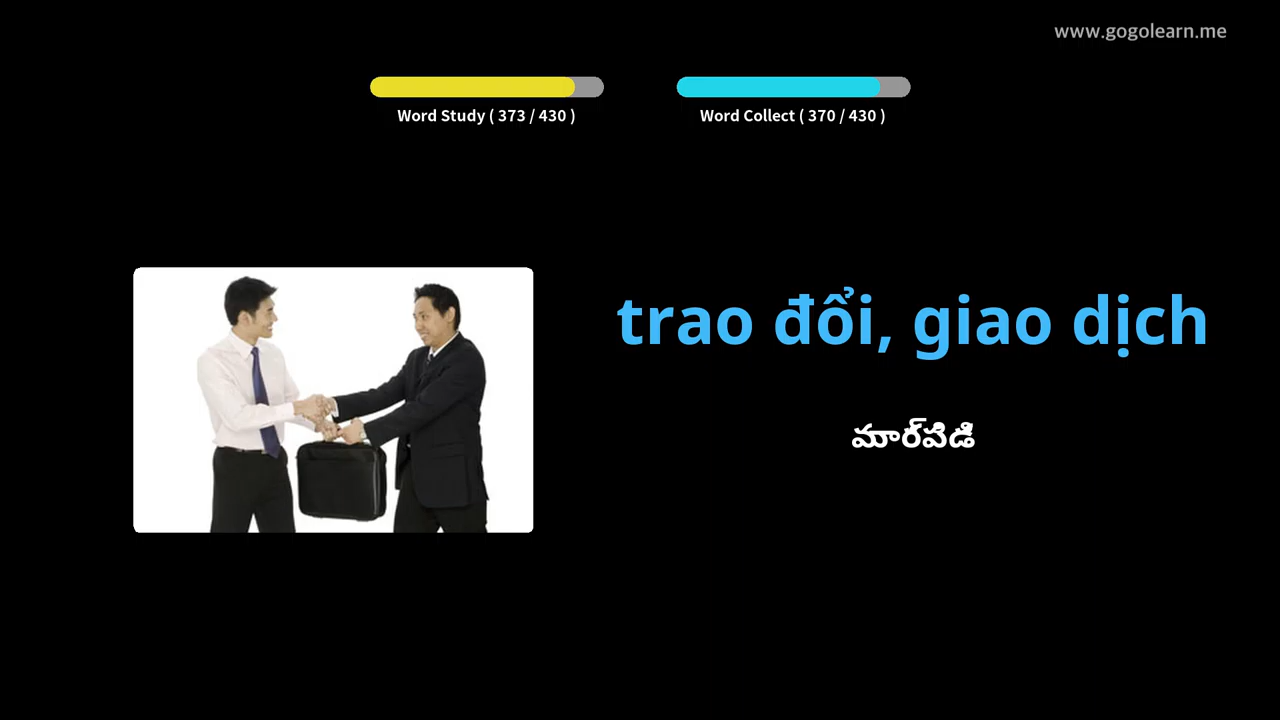 www.gogolearn.me
Word Study ( 373 / 430 )
Word Collect ( 370 / 430 )
trao đổi, giao dịch
మార్‌పిడి